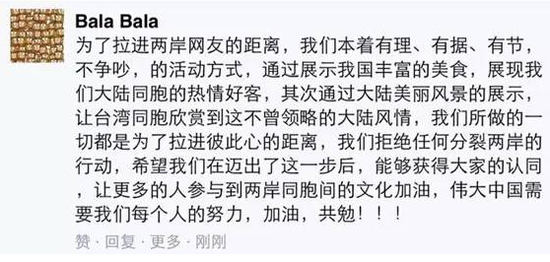 Bala Bala
为了拉进两岸网友的距离，我们本着有理、有据、有节，
不争吵，的活动方式，通过展示我国丰富的美食，展现我
们大陆同胞的热情好客，其次通过大陆美丽风景的展示，
让台湾同胞欣赏到这不曾领略的大陆风情，我们所做的一
切都是为了拉进彼此心的距离，我们拒绝任何分裂两岸的
行动，希望我们在迈出了这一步后，能够获得大家的认同
，让更多的人参与到两岸同胞间的文化加油，伟大中国需
要我们每个人的努力，加油，共勉！！！
赞 · 回复 · 更多 · 刚刚